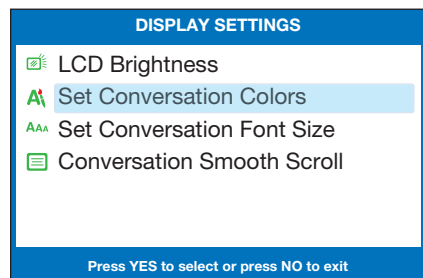 DISPLAY SETTINGS
LCD Brightness
Set Conversation Colors
Set Conversation Font Size
Conversation Smooth Scroll
Press YES to select or press NO to exit